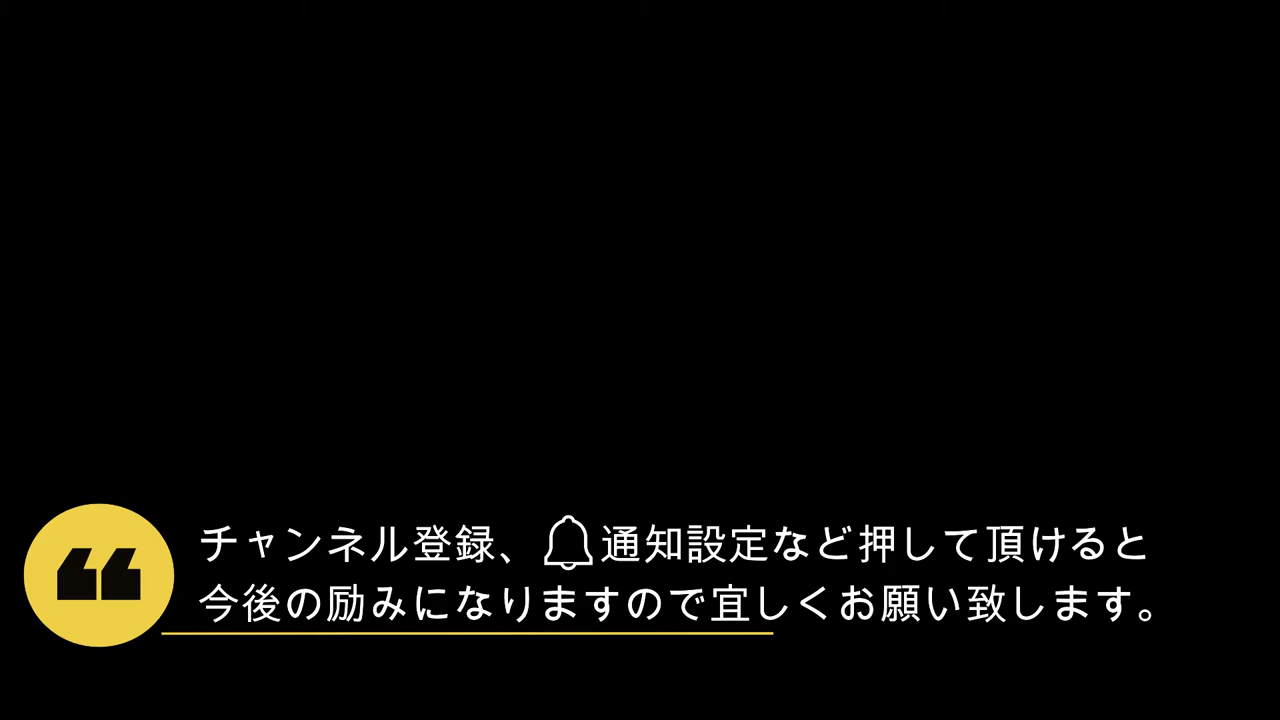 チャンネル登録、🔔通知設定など押して頂けると
今後の励みになりますので宜しくお願い致します。